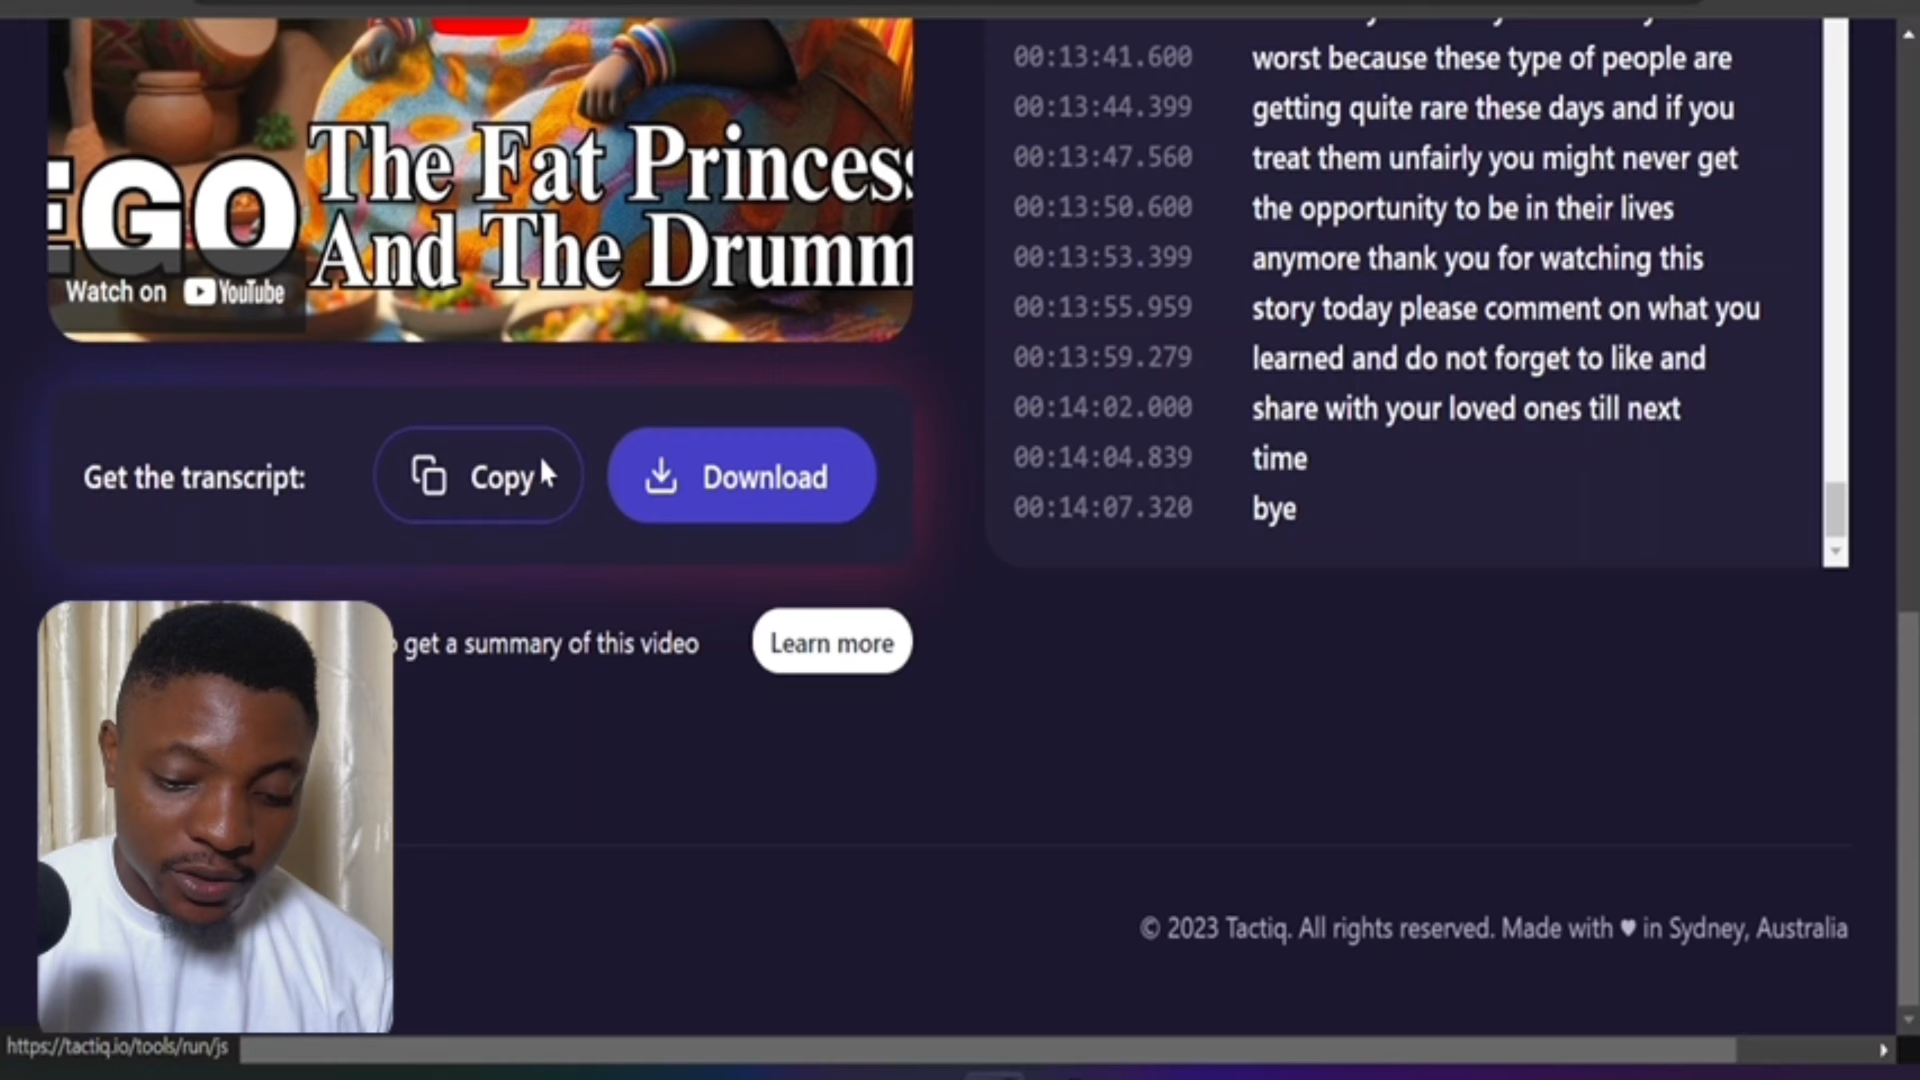 EGO
The Fat Princess
And The Drumm
Watch on YouTube
Get the transcript:
Copy
Download
get a summary of this video
Learn more
00:13:41.600 worst because these type of people are
00:13:44.399 getting quite rare these days and if you
00:13:47.560 treat them unfairly you might never get
00:13:50.600 the opportunity to be in their lives
00:13:53.399 anymore thank you for watching this
00:13:55.959 story today please comment on what you
00:13:59.279 learned and do not forget to like and
00:14:02.000 share with your loved ones till next
00:14:04.839 time
00:14:07.320 bye
© 2023 Tactiq. All rights reserved. Made with ♥ in Sydney, Australia
https://tactiq.io/tools/run/js